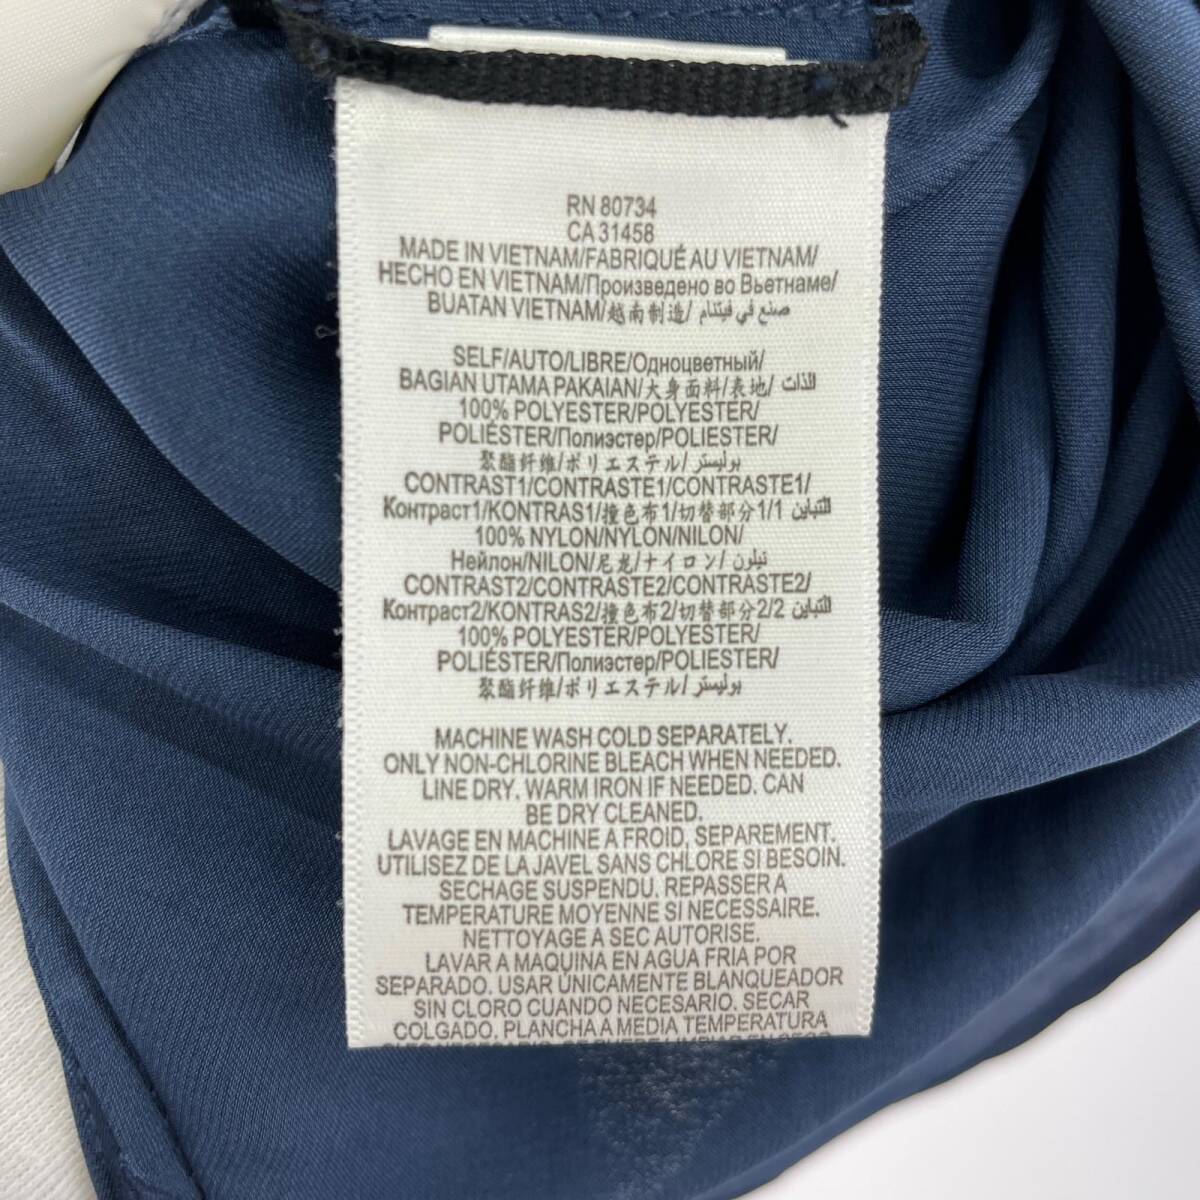 RN 80734
CA 31458
MADE IN VIETNAM/FABRIQUÉ AU VIETNAM/
HECHO EN VIETNAM/Произведено во Вьетнаме/
BUATAN VIETNAM/越南制造/ صنع في فيتنام
SELF/AUTO/LIBRE/Одноцветный/
BAGIAN UTAMA PAKAIAN/大身面料/表地/ الذات
100% POLYESTER/POLYESTER/
POLIÉSTER/Полиэстер/POLIESTER/
聚酯纤维/ポリエステル/ بوليستر
CONTRAST1/CONTRASTE1/CONTRASTE1/
Контраст1/KONTRAS1/撞色布1/切替部分1/1 التباين
100% NYLON/NYLON/NILON/
Нейлон/NILON/尼龙/ナイロン/ نيلون
CONTRAST2/CONTRASTE2/CONTRASTE2/
Контраст2/KONTRAS2/撞色布2/切替部分2/2 التباين
100% POLYESTER/POLYESTER/
POLIÉSTER/Полиэстер/POLIESTER/
聚酯纤维/ポリエステル/ بوليستر
MACHINE WASH COLD SEPARATELY.
ONLY NON-CHLORINE BLEACH WHEN NEEDED.
LINE DRY. WARM IRON IF NEEDED. CAN
BE DRY CLEANED.
LAVAGE EN MACHINE A FROID, SEPAREMENT.
UTILISEZ DE LA JAVEL SANS CHLORE SI BESOIN.
SECHAGE SUSPENDU. REPASSER A
TEMPERATURE MOYENNE SI NECESSAIRE.
NETTOYAGE A SEC AUTORISE.
LAVAR A MAQUINA EN AGUA FRIA POR
SEPARADO. USAR ÚNICAMENTE BLANQUEADOR
SIN CLORO CUANDO NECESARIO. SECAR
COLGADO. PLANCHA A MEDIA TEMPERATURA